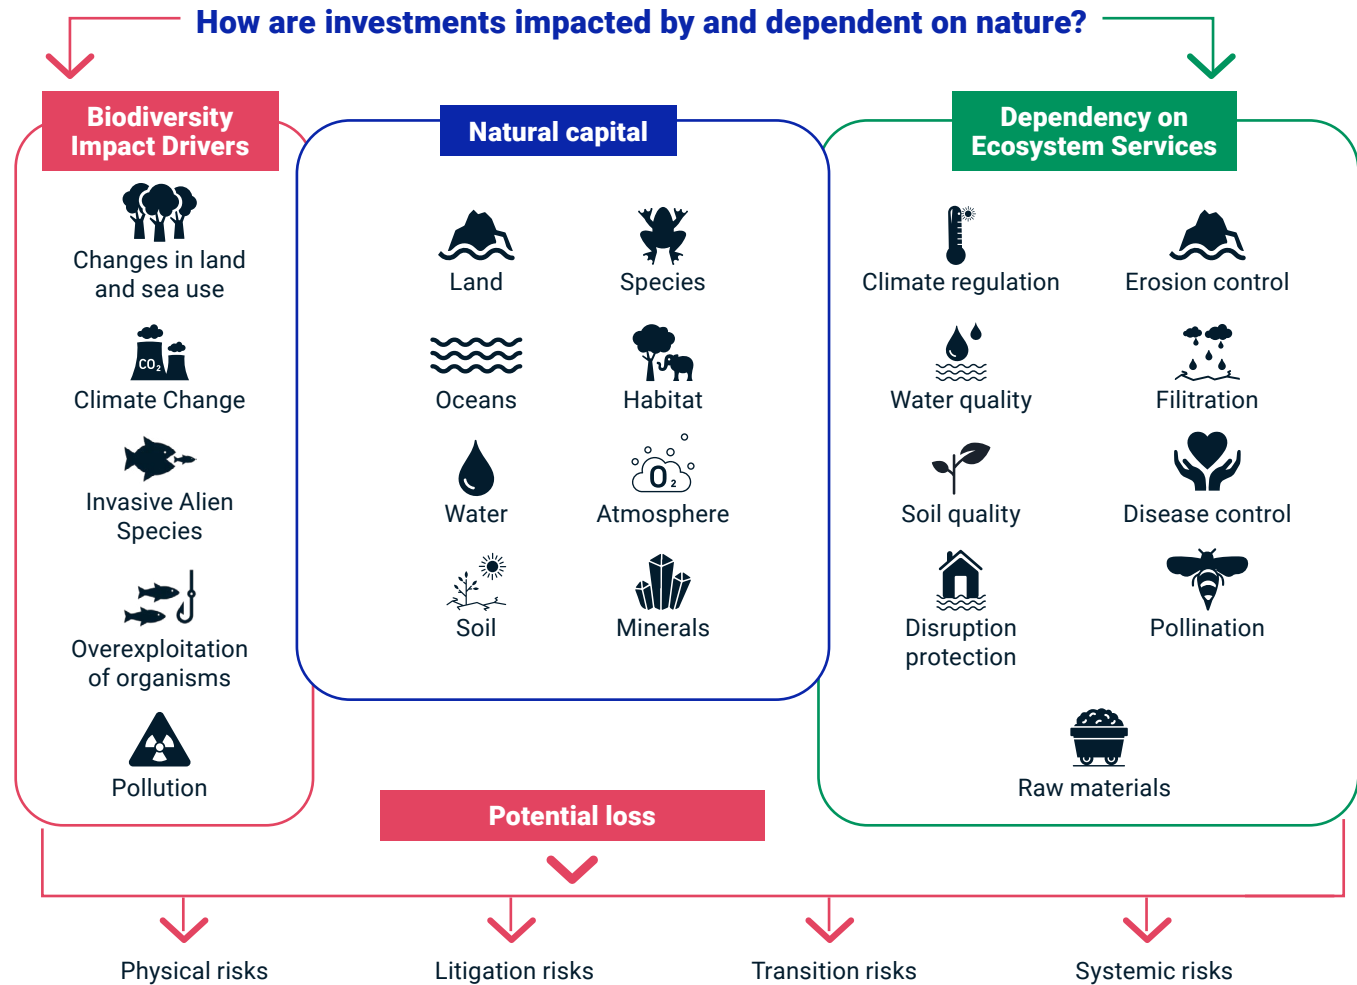 How are investments impacted by and dependent on nature?
Biodiversity
Impact Drivers
Changes in land
and sea use
CO2
Climate Change
Invasive Alien
Species
Overexploitation
of organisms
Pollution
Natural capital
Land
Species
Oceans
Habitat
Water
O2
Atmosphere
Soil
Minerals
Dependency on
Ecosystem Services
Climate regulation
Erosion control
Water quality
Filitration
Soil quality
Disease control
Disruption
protection
Pollination
Raw materials
Potential loss
Physical risks
Litigation risks
Transition risks
Systemic risks